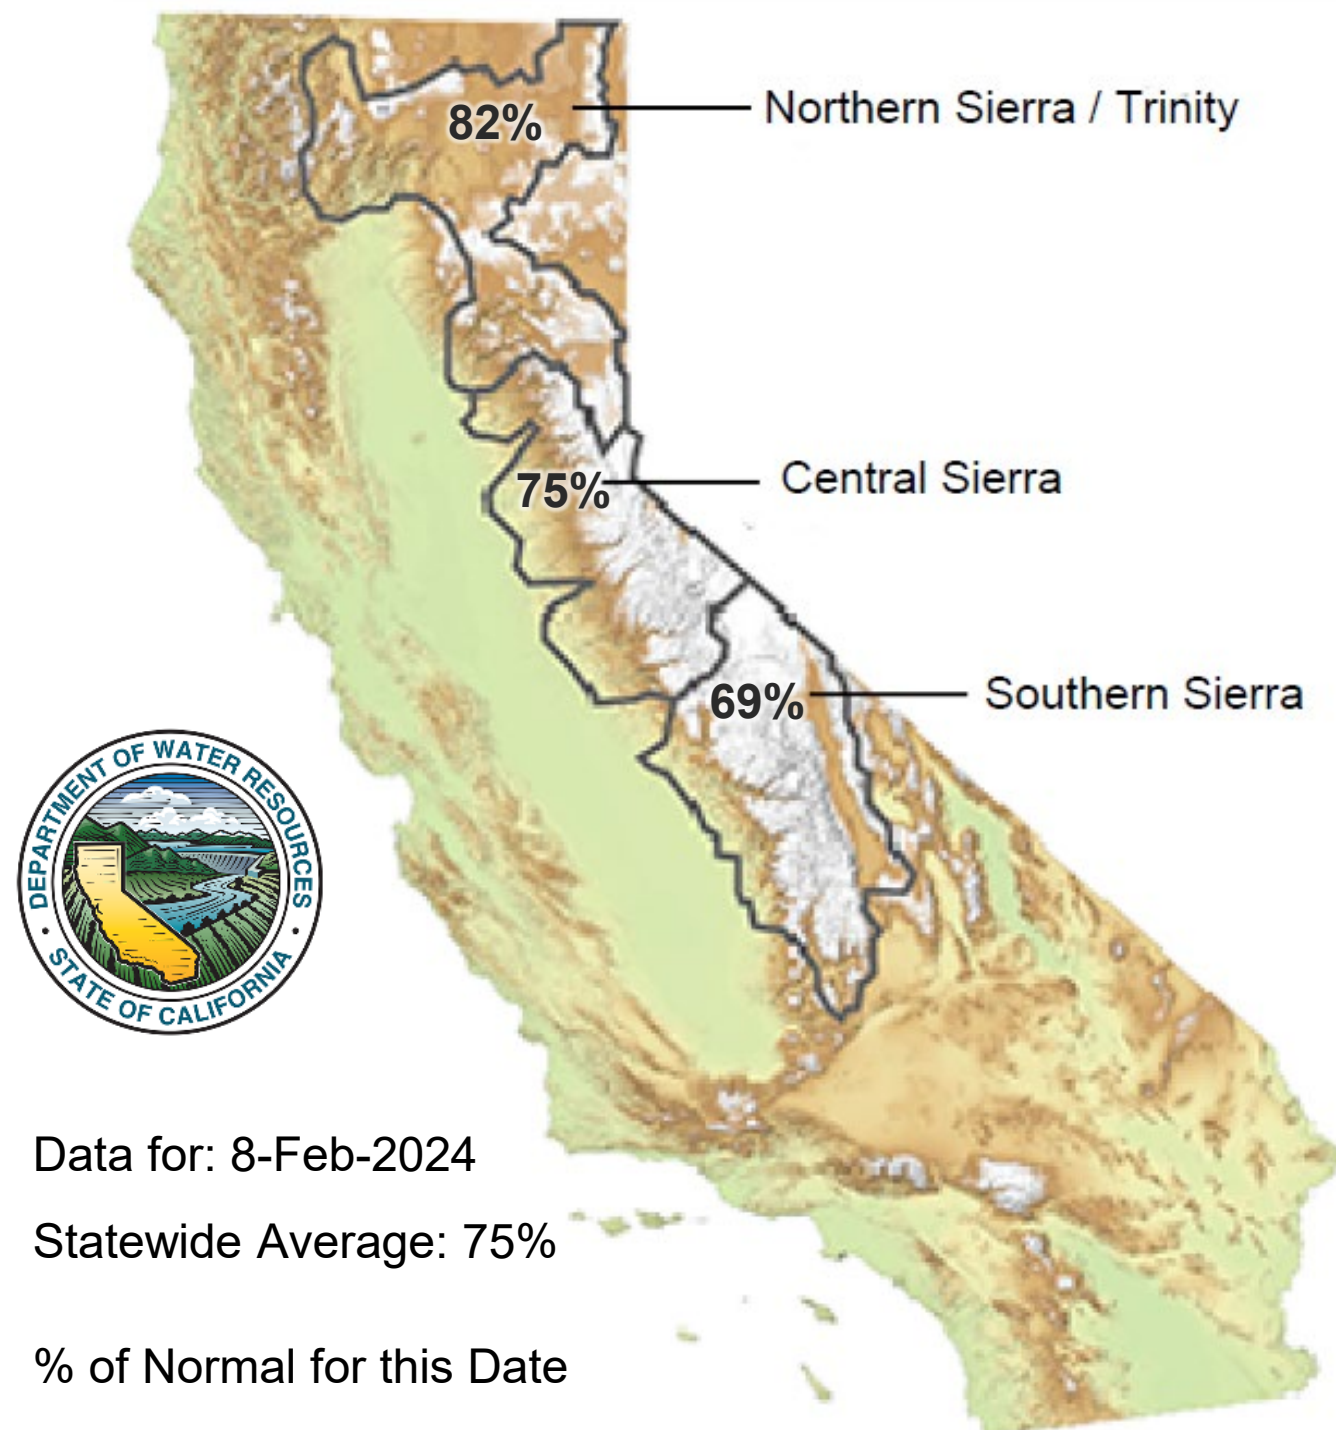 82%
Northern Sierra / Trinity
75%
Central Sierra
69%
Southern Sierra
DEPARTMENT OF WATER RESOURCES
• STATE OF CALIFORNIA •
Data for: 8-Feb-2024
Statewide Average: 75%
% of Normal for this Date